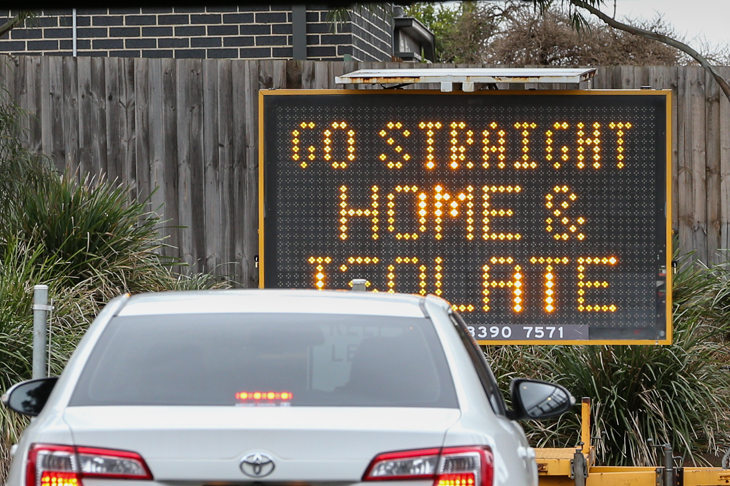 GO STRAIGHT
HOME &
ISOLATE
8390 7571